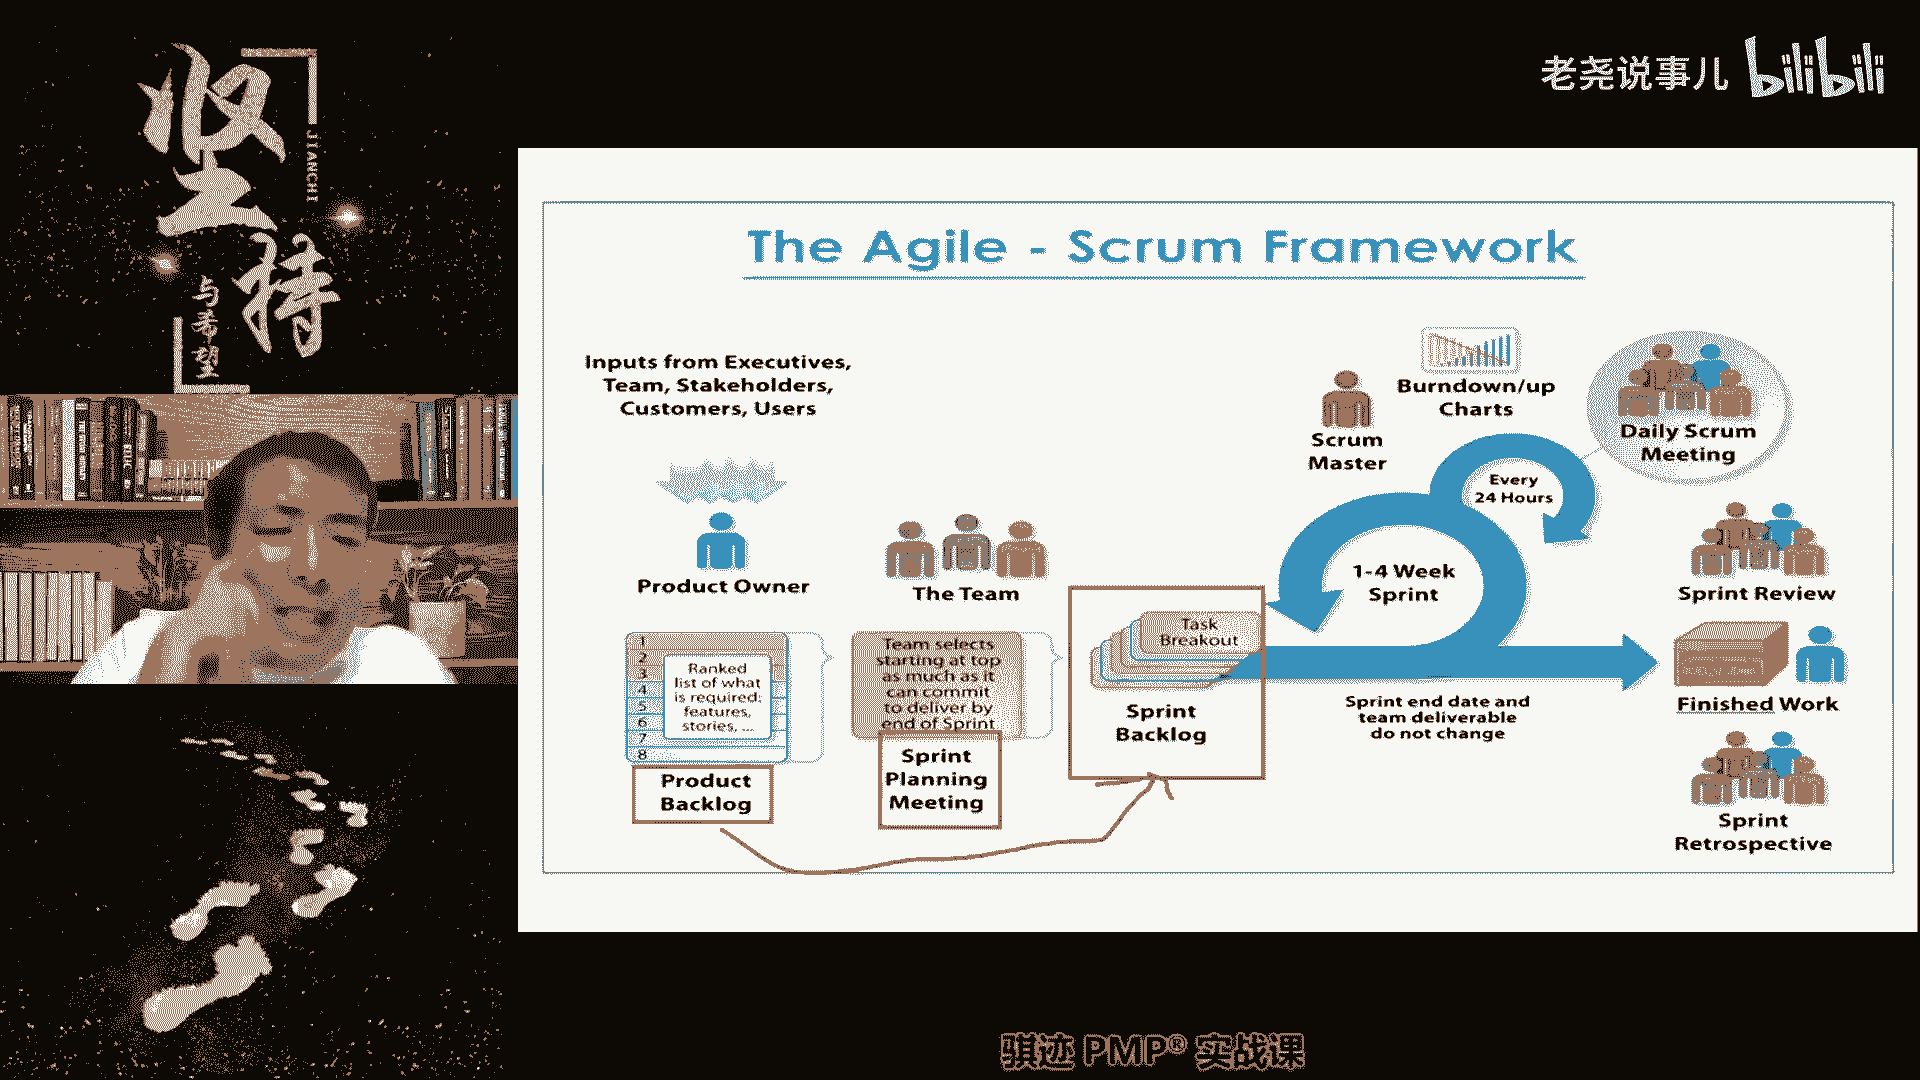 坚持
JIANCHI
与希望
老尧说事儿 bilibili
The Agile - Scrum Framework
Inputs from Executives,
Team, Stakeholders,
Customers, Users
Product Owner
The Team
1
2
3
4
5
6
7
8
Ranked
list of what
is required:
features,
stories, ...
Product
Backlog
Team selects
starting at top
as much as it
can commit
to deliver by
end of Sprint
Sprint
Planning
Meeting
Task
Breakout
Sprint
Backlog
Scrum
Master
Burndown/up
Charts
Every
24 Hours
1-4 Week
Sprint
Sprint end date and
team deliverable
do not change
Daily Scrum
Meeting
Sprint Review
Finished Work
Sprint
Retrospective
骐迹 PMP® 实战课